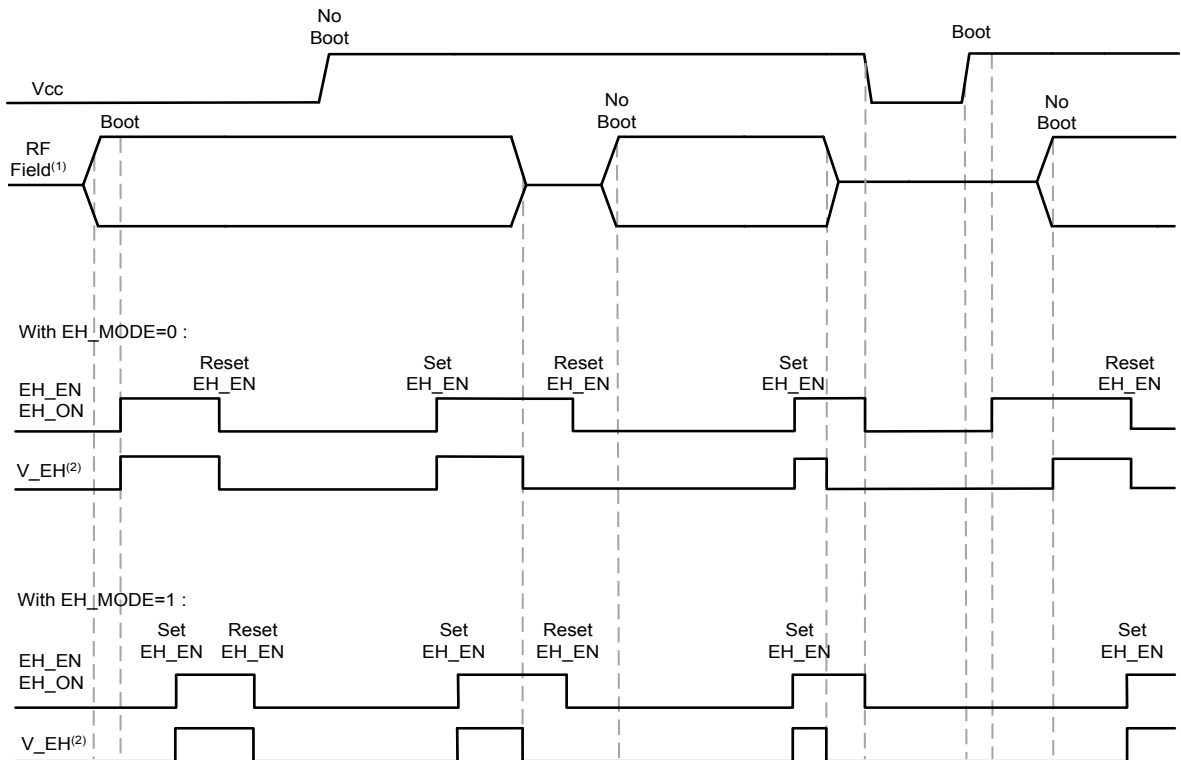 No
Boot
Boot
Vcc
Boot
No
Boot
No
Boot
RF
Field(1)
With EH_MODE=0 :
Reset
EH_EN
Set
EH_EN
Reset
EH_EN
Set
EH_EN
Reset
EH_EN
EH_EN
EH_ON
V_EH(2)
With EH_MODE=1 :
Set
EH_EN
Reset
EH_EN
Set
EH_EN
Reset
EH_EN
Set
EH_EN
Set
EH_EN
EH_EN
EH_ON
V_EH(2)